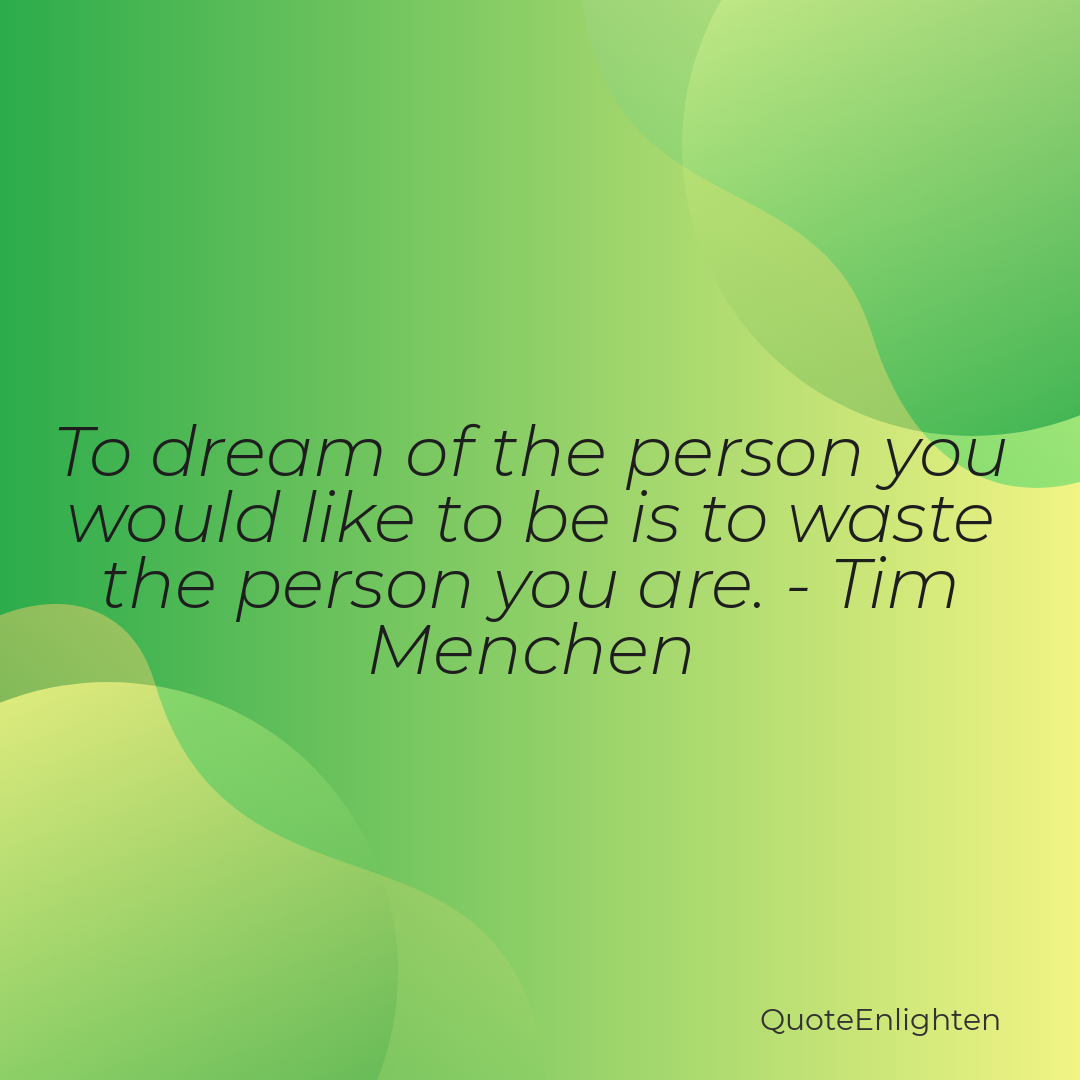 To dream of the person you
would like to be is to waste
the person you are. - Tim
Menchen
QuoteEnlighten